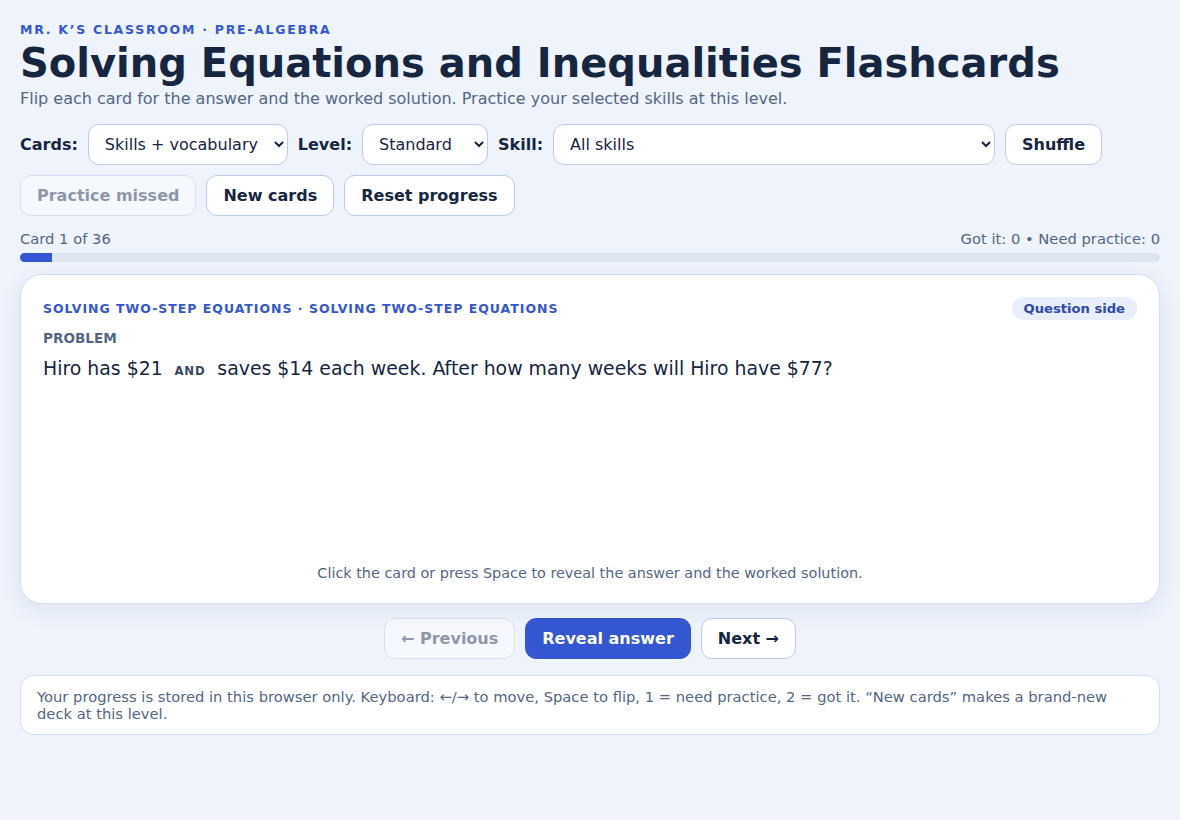 MR. K’S CLASSROOM · PRE-ALGEBRA
Solving Equations and Inequalities Flashcards
Flip each card for the answer and the worked solution. Practice your selected skills at this level.
Cards: Skills + vocabulary Level: Standard Skill: All skills Shuffle
Practice missed New cards Reset progress
Card 1 of 36 Got it: 0 • Need practice: 0
SOLVING TWO-STEP EQUATIONS · SOLVING TWO-STEP EQUATIONS Question side
PROBLEM
Hiro has $21 AND saves $14 each week. After how many weeks will Hiro have $77?
Click the card or press Space to reveal the answer and the worked solution.
← Previous Reveal answer Next →
Your progress is stored in this browser only. Keyboard: ←/→ to move, Space to flip, 1 = need practice, 2 = got it. “New cards” makes a brand-new
deck at this level.